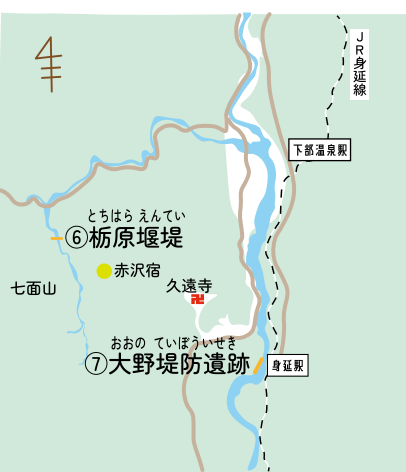 JR身延線
下部温泉駅
とちはら えんてい
⑥栃原堰堤
赤沢宿
七面山
久遠寺
卍
おおの ていぼういせき
⑦大野堤防遺跡
身延駅